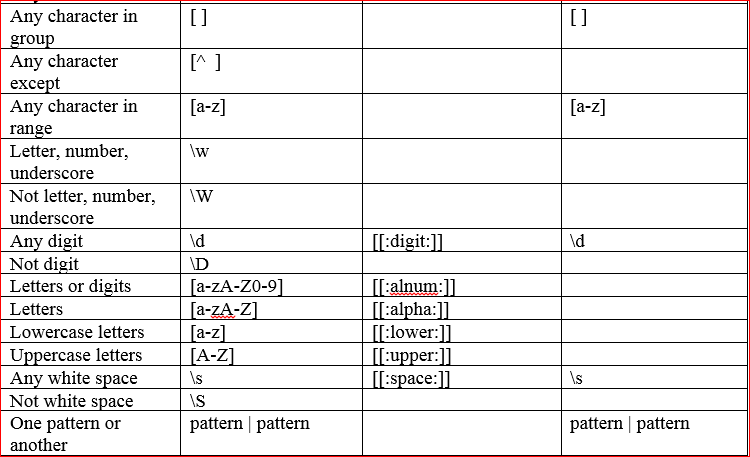 Any character in group	[ ]		[ ]
Any character except	[^ ]
Any character in range	[a-z]		[a-z]
Letter, number, underscore	\w
Not letter, number, underscore	\W
Any digit	\d	[[:digit:]]	\d
Not digit	\D
Letters or digits	[a-zA-Z0-9]	[[:alnum:]]
Letters	[a-zA-Z]	[[:alpha:]]
Lowercase letters	[a-z]	[[:lower:]]
Uppercase letters	[A-Z]	[[:upper:]]
Any white space	\s	[[:space:]]	\s
Not white space	\S
One pattern or another	pattern | pattern		pattern | pattern